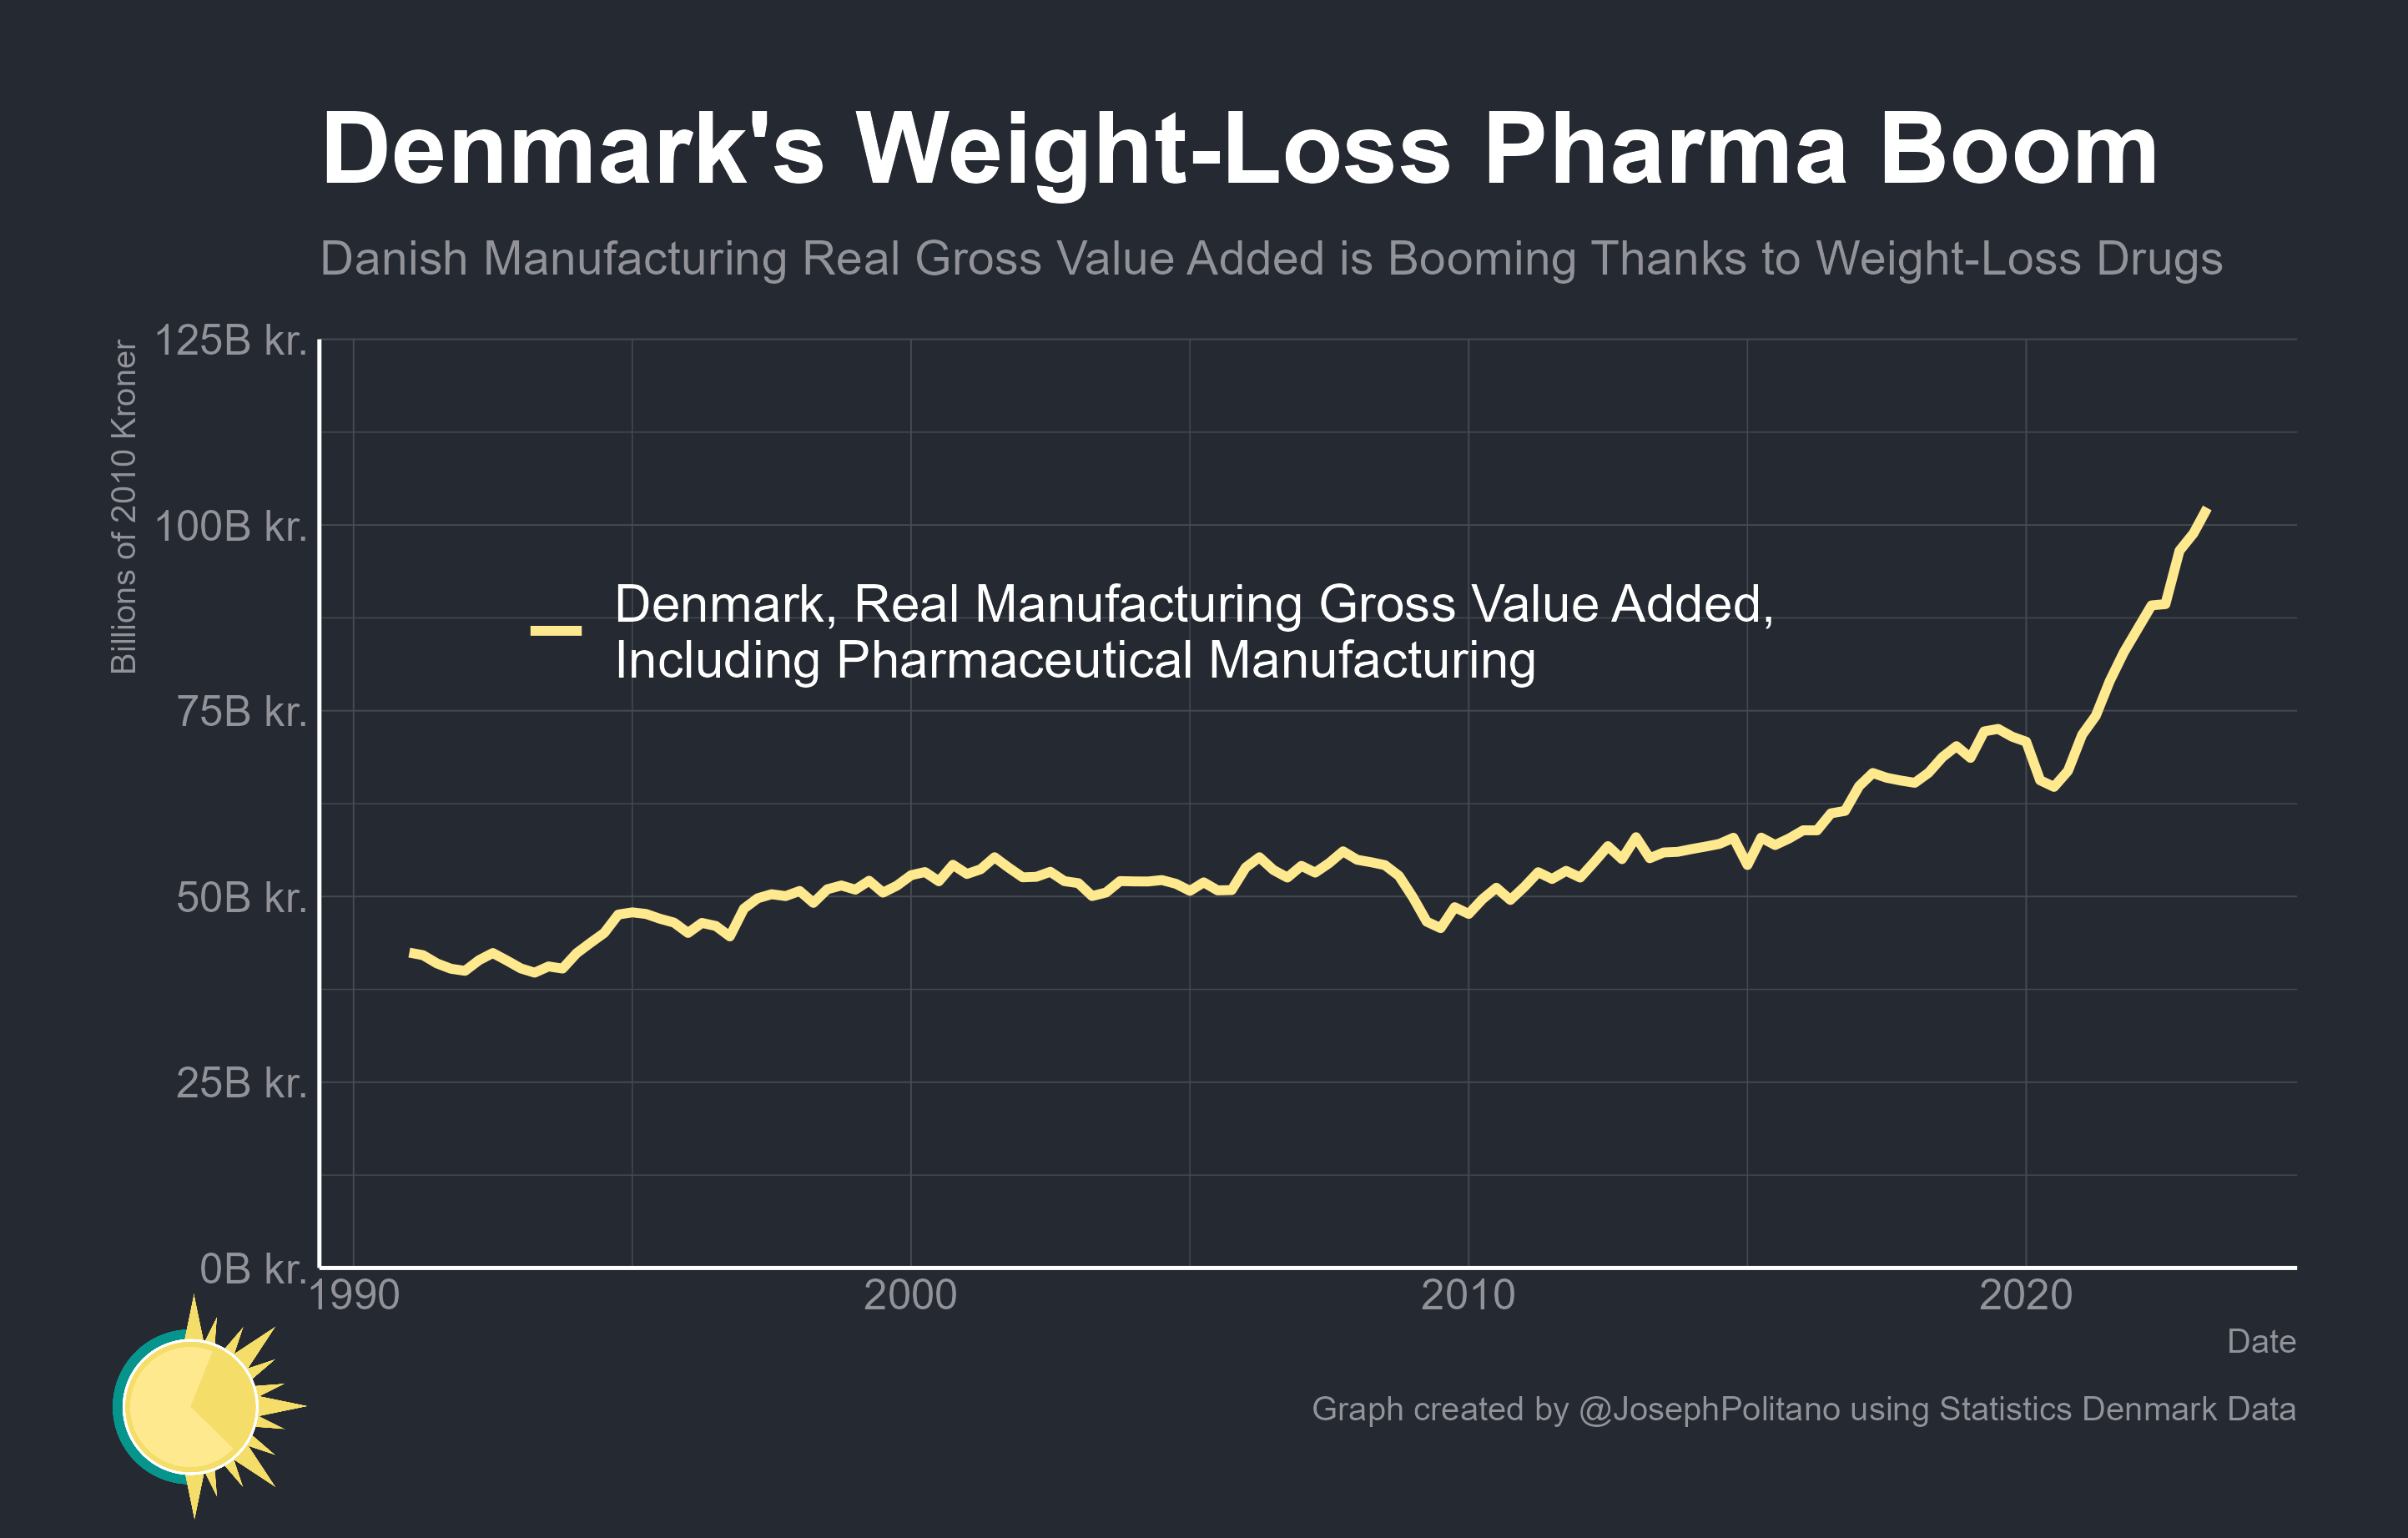 Denmark's Weight-Loss Pharma Boom
Danish Manufacturing Real Gross Value Added is Booming Thanks to Weight-Loss Drugs
Billions of 2010 Kroner
125B kr.
100B kr.
75B kr.
50B kr.
25B kr.
0B kr.
Denmark, Real Manufacturing Gross Value Added,
Including Pharmaceutical Manufacturing
1990
2000
2010
2020
Date
Graph created by @JosephPolitano using Statistics Denmark Data